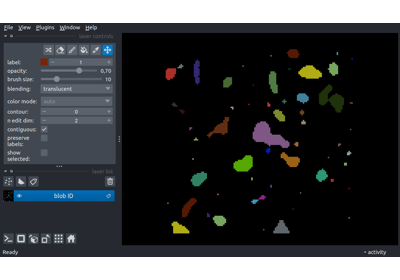 File View Plugins Window Help
layer controls
label: 1
opacity: 0,70
brush size: 10
blending: translucent
color mode: auto
contour: 0
n edit dim: 2
contiguous:
preserve
labels:
show
selected:
layer list
blob ID
Ready activity